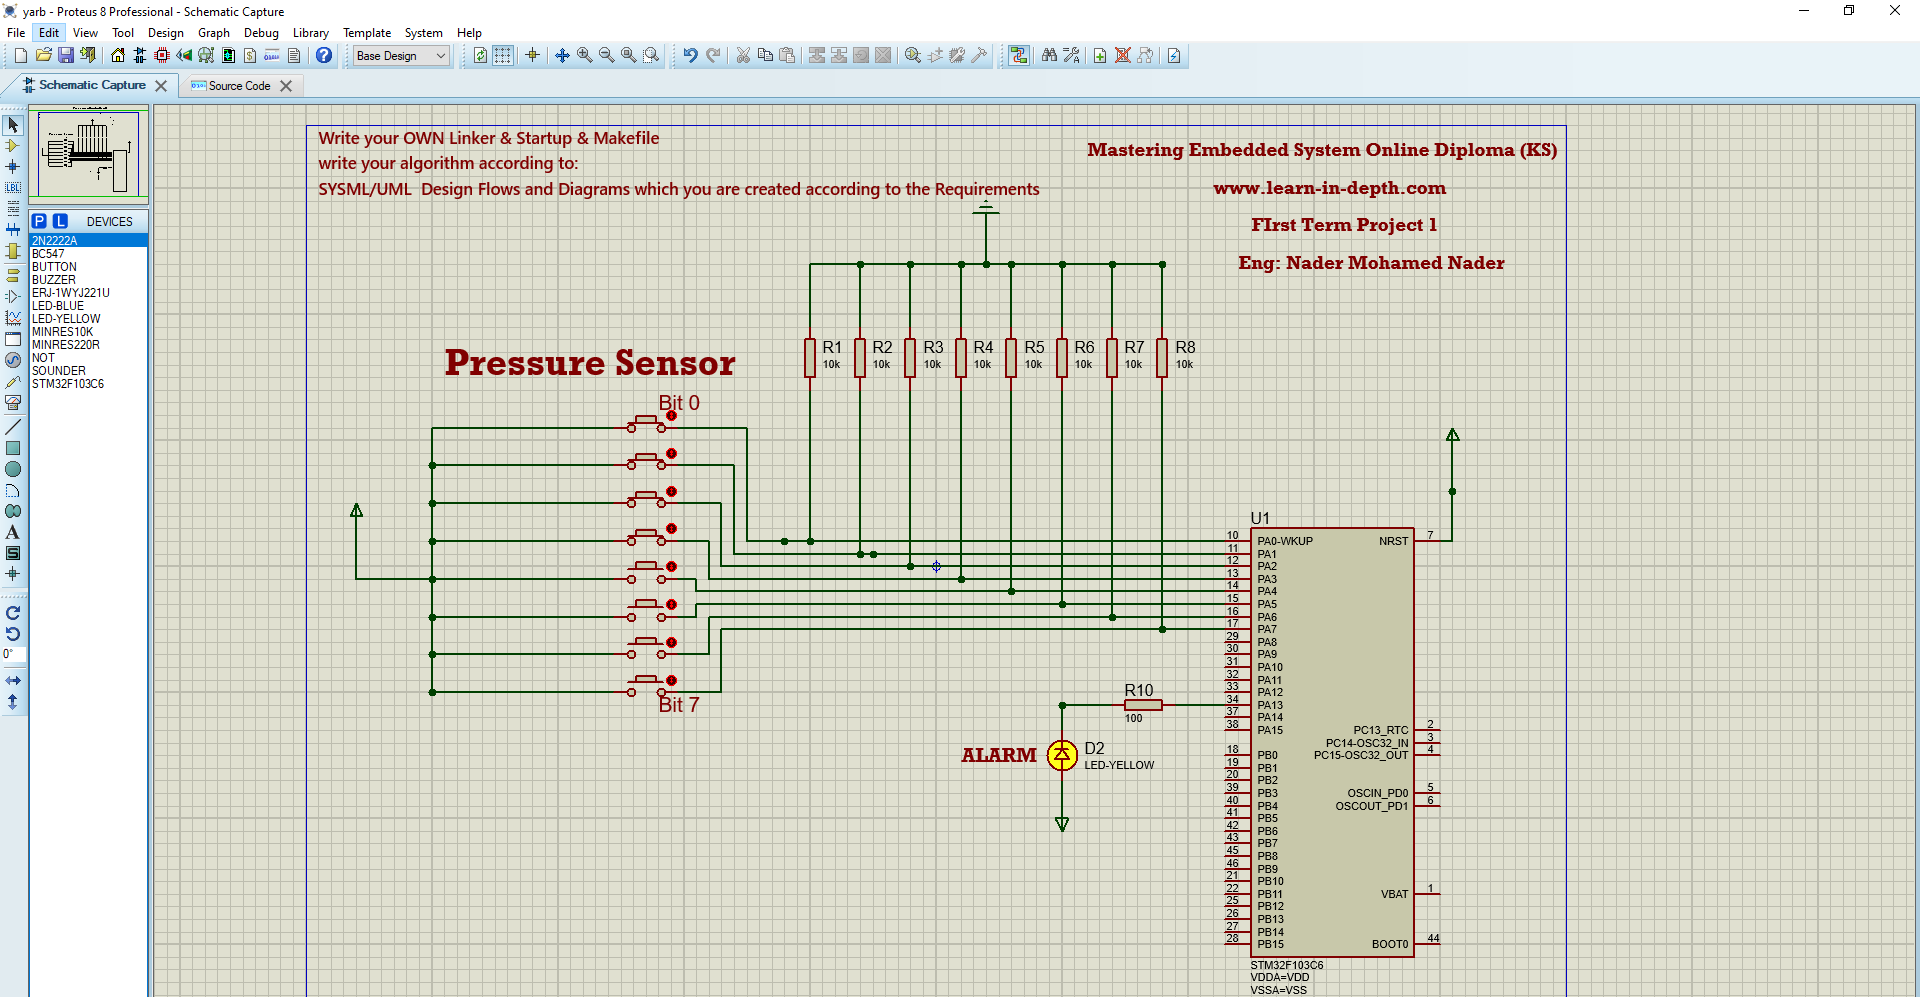 yarb - Proteus 8 Professional - Schematic Capture
File Edit View Tool Design Graph Debug Library Template System Help
Base Design
Schematic Capture
Source Code
P L DEVICES
2N2222A
BC547
BUTTON
BUZZER
ERJ-1WYJ221U
LED-BLUE
LED-YELLOW
MINRES10K
MINRES220R
NOT
SOUNDER
STM32F103C6
LBL
A
S
0°
Write your OWN Linker & Startup & Makefile
write your algorithm according to:
SYSML/UML Design Flows and Diagrams which you are created according to the Requirements
Mastering Embedded System Online Diploma (KS)
www.learn-in-depth.com
FIrst Term Project 1
Eng: Nader Mohamed Nader
R1 R2 R3 R4 R5 R6 R7 R8
10k 10k 10k 10k 10k 10k 10k 10k
Pressure Sensor
Bit 0
Bit 7
R10
100
ALARM
D2
LED-YELLOW
U1
10 PA0-WKUP
11 PA1
12 PA2
13 PA3
14 PA4
15 PA5
16 PA6
17 PA7
29 PA8
30 PA9
31 PA10
32 PA11
33 PA12
34 PA13
37 PA14
38 PA15
18 PB0
19 PB1
20 PB2
39 PB3
40 PB4
41 PB5
42 PB6
43 PB7
45 PB8
46 PB9
21 PB10
22 PB11
25 PB12
26 PB13
27 PB14
28 PB15
NRST 7
PC13_RTC 2
PC14-OSC32_IN 3
PC15-OSC32_OUT 4
OSCIN_PD0 5
OSCOUT_PD1 6
VBAT 1
BOOT0 44
STM32F103C6
VDDA=VDD
VSSA=VSS